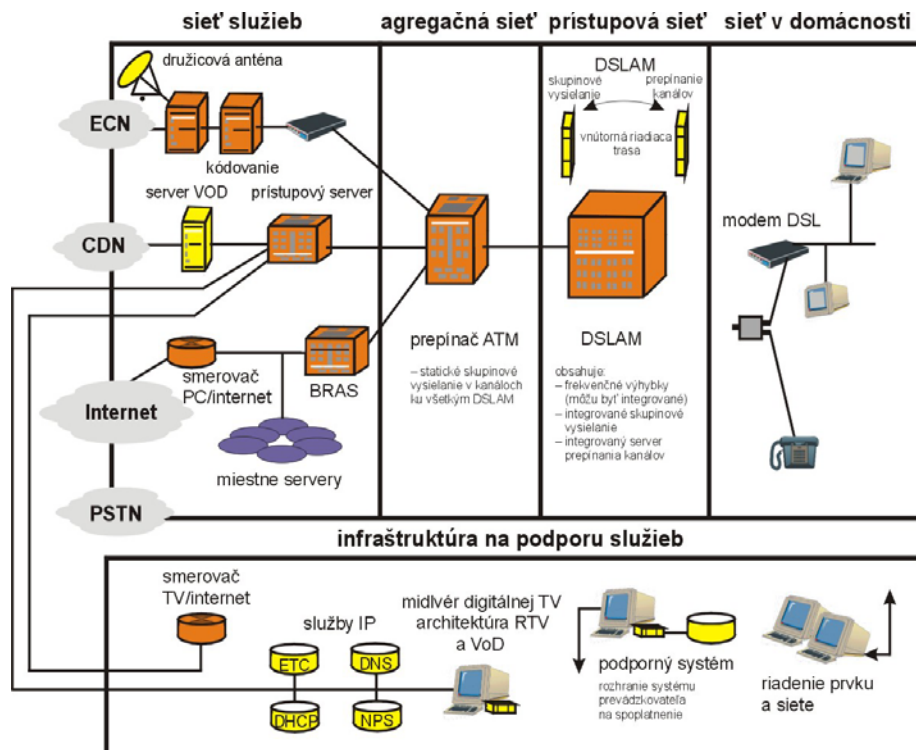 sieť služieb
agregačná sieť
prístupová sieť
sieť v domácnosti
družicová anténa
ECN
kódovanie
server VOD
prístupový server
CDN
smerovač
PC/internet
BRAS
Internet
miestne servery
PSTN
prepínač ATM
– statické skupinové
vysielanie v kanáloch
ku všetkým DSLAM
DSLAM
skupinové
vysielanie
prepínanie
kanálov
vnútorná riadiaca
trasa
DSLAM
obsahuje:
– frekvenčné výhybky
(môžu byť integrované)
– integrované skupinové
vysielanie
– integrovaný server
prepínania kanálov
modem DSL
infraštruktúra na podporu služieb
smerovač
TV/internet
služby IP
ETC
DNS
DHCP
NPS
midlvér digitálnej TV
architektúra RTV
a VoD
podporný systém
rozhranie systému
prevádzkovateľa
na spoplatnenie
riadenie prvku
a siete